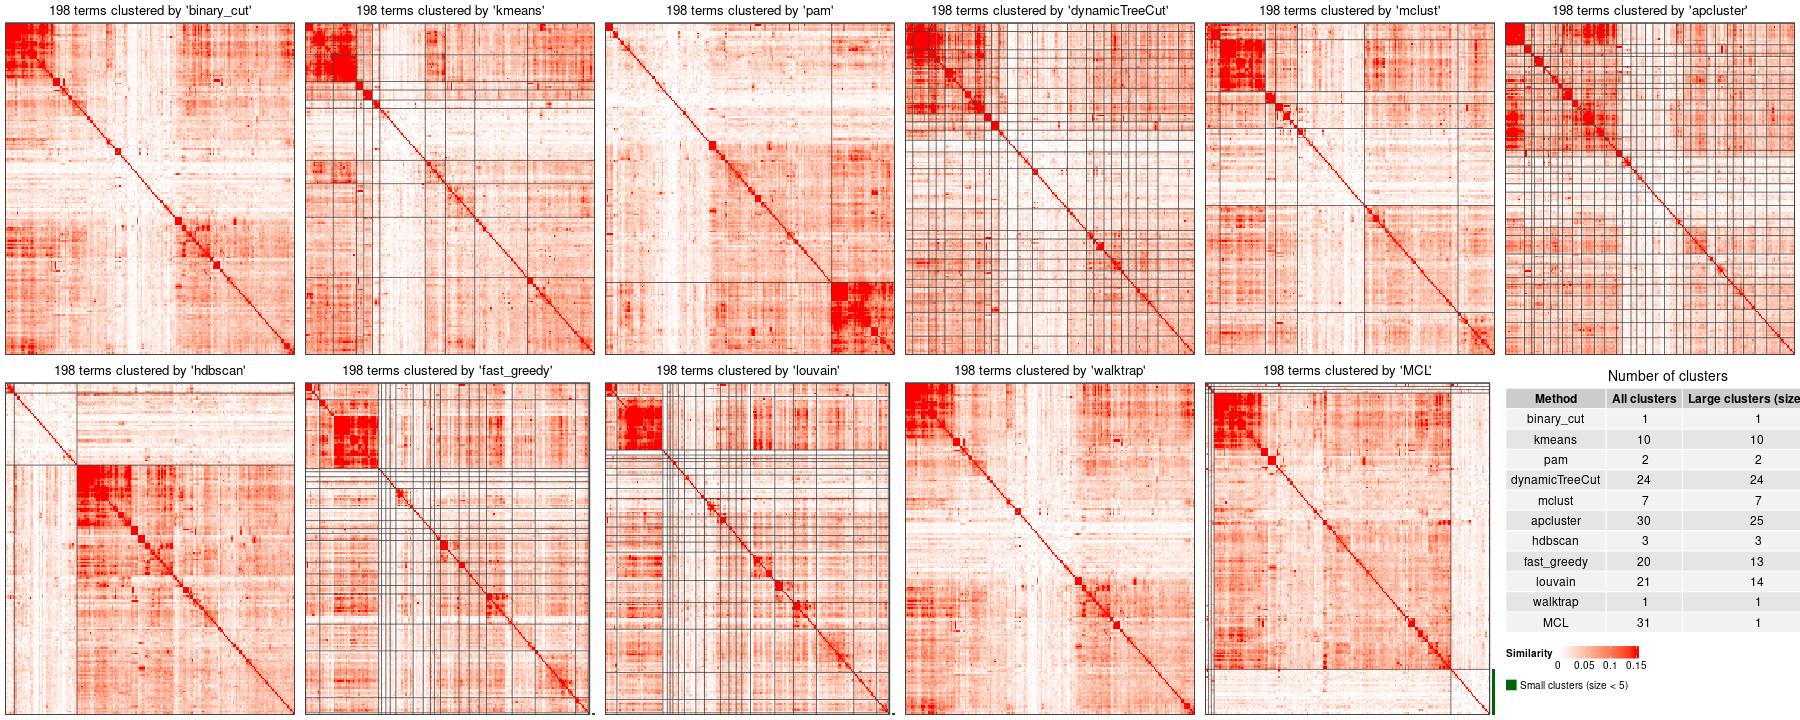 198 terms clustered by 'binary_cut'
198 terms clustered by 'kmeans'
198 terms clustered by 'pam'
198 terms clustered by 'dynamicTreeCut'
198 terms clustered by 'mclust'
198 terms clustered by 'apcluster'
198 terms clustered by 'hdbscan'
198 terms clustered by 'fast_greedy'
198 terms clustered by 'louvain'
198 terms clustered by 'walktrap'
198 terms clustered by 'MCL'
Number of clusters
Method All clusters Large clusters (size
binary_cut 1 1
kmeans 10 10
pam 2 2
dynamicTreeCut 24 24
mclust 7 7
apcluster 30 25
hdbscan 3 3
fast_greedy 20 13
louvain 21 14
walktrap 1 1
MCL 31 1
Similarity
0 0.05 0.1 0.15
Small clusters (size < 5)